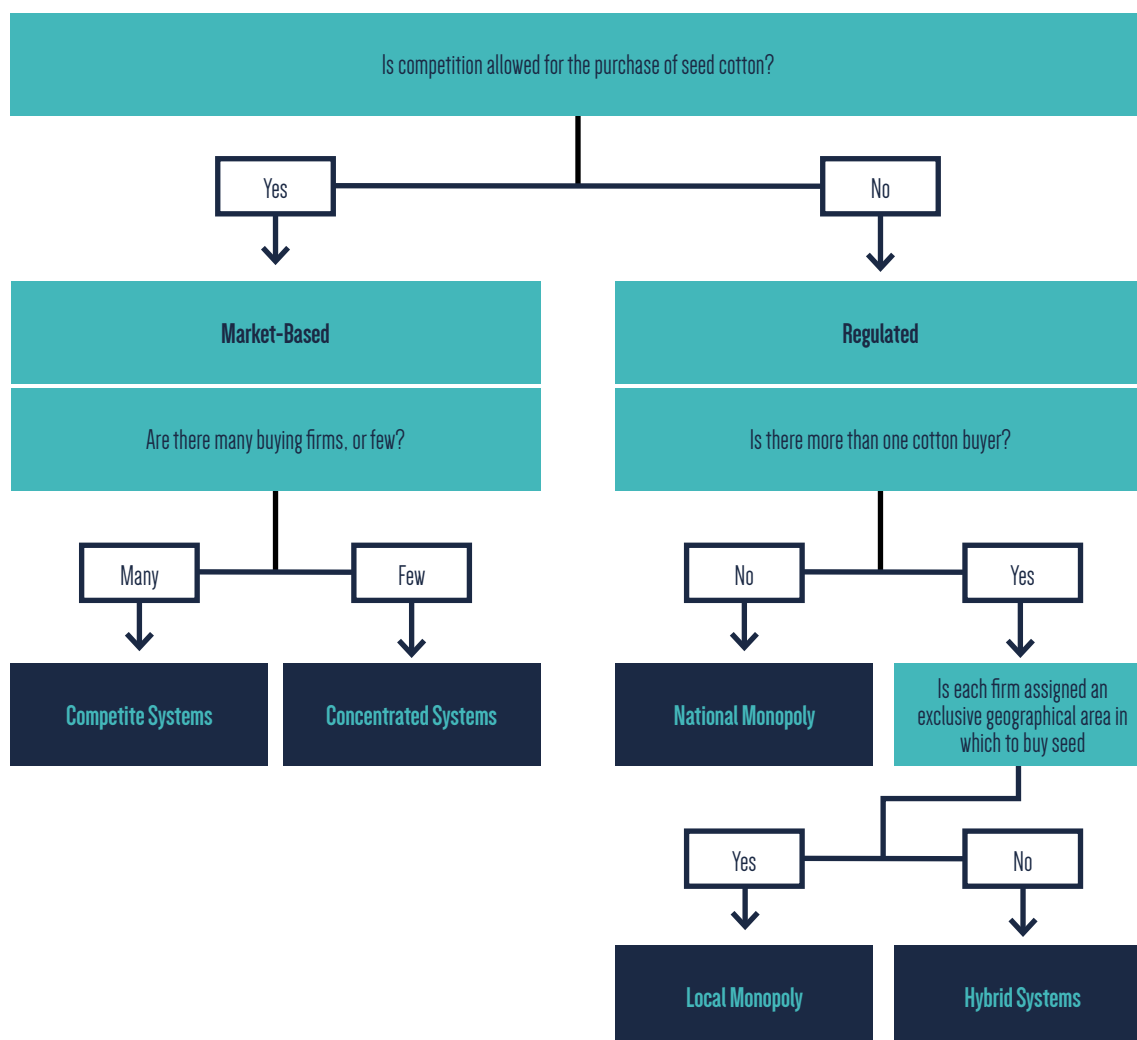 Is competition allowed for the purchase of seed cotton?
Yes
No
Market-Based
Regulated
Are there many buying firms, or few?
Is there more than one cotton buyer?
Many
Few
No
Yes
Competite Systems
Concentrated Systems
National Monopoly
Is each firm assigned an
exclusive geographical area in
which to buy seed
Yes
No
Local Monopoly
Hybrid Systems